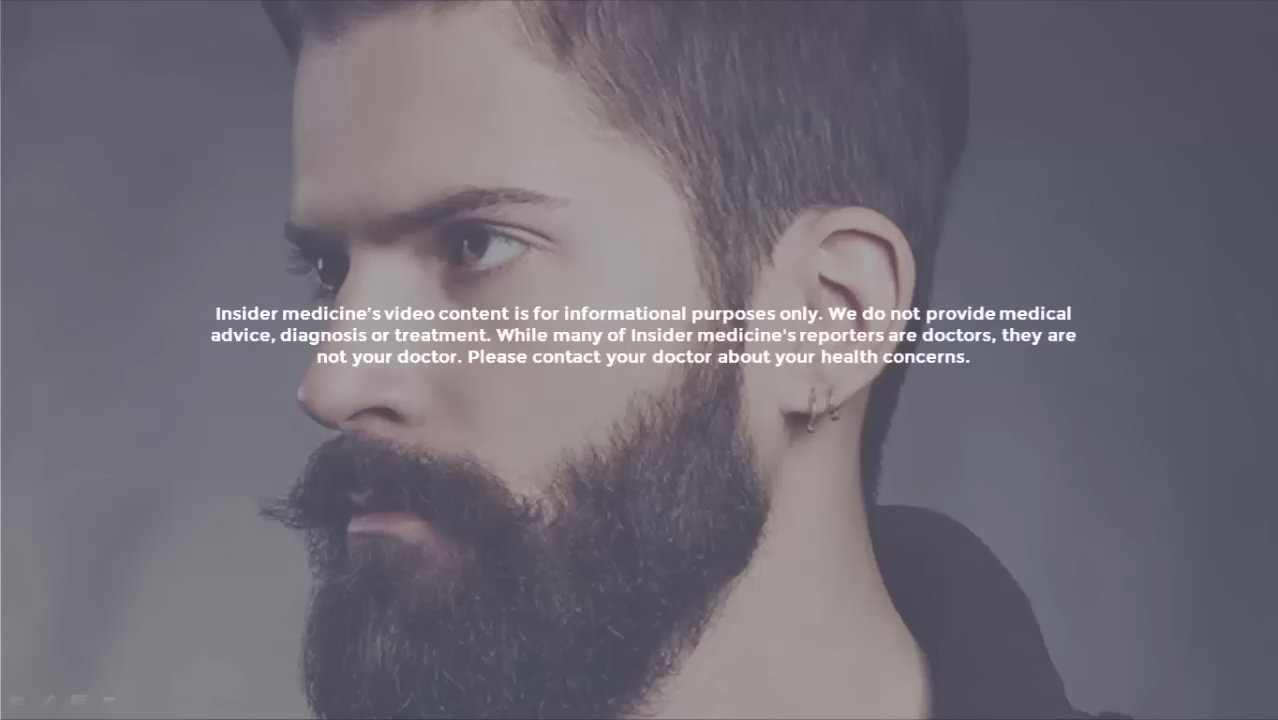 Insider medicine's video content is for informational purposes only. We do not provide medical
advice, diagnosis or treatment. While many of Insider medicine's reporters are doctors, they are
not your doctor. Please contact your doctor about your health concerns.